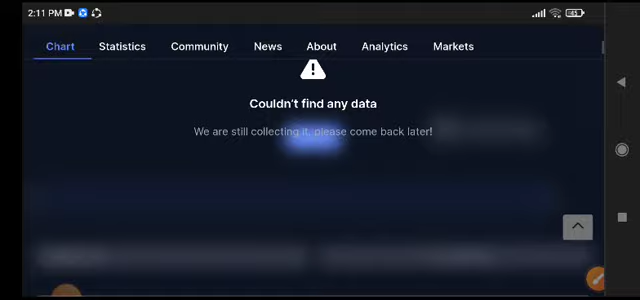 2:11 PM
Chart Statistics Community News About Analytics Markets
Couldn't find any data
We are still collecting it, please come back later!